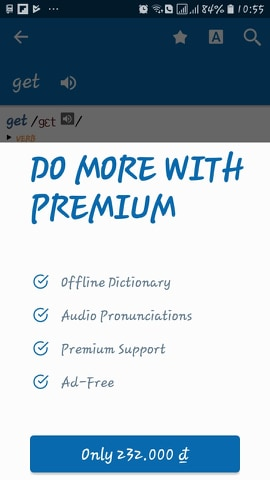 84% 10:55
A
get
get /gɛt /
VERB
DO MORE WITH
PREMIUM
Offline Dictionary
Audio Pronunciations
Premium Support
Ad-Free
Only 232.000 ₫